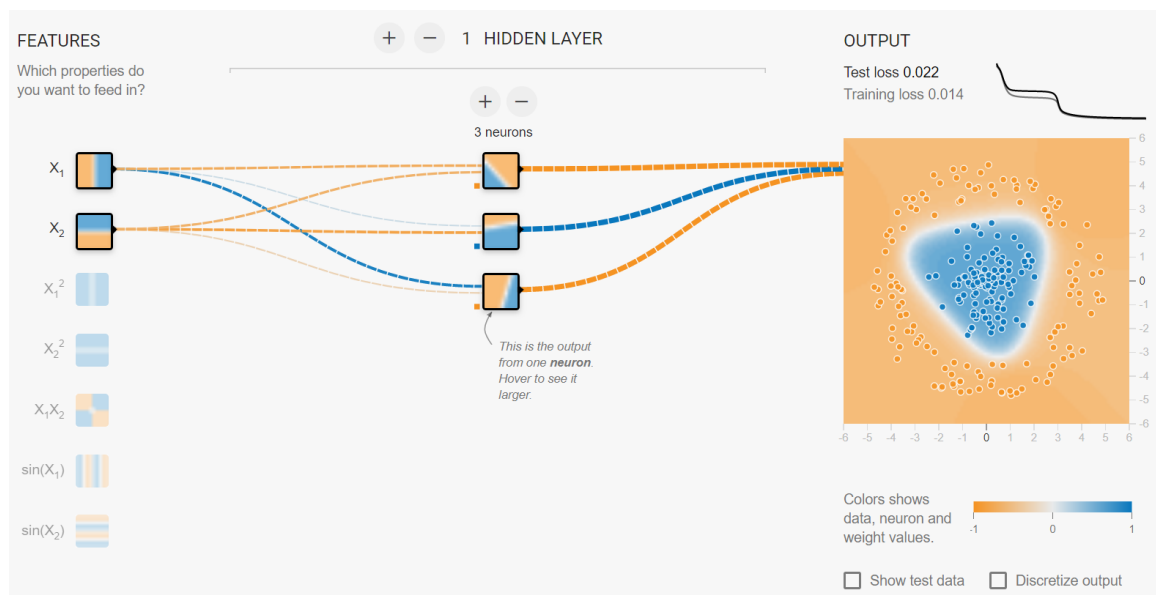 FEATURES
Which properties do
you want to feed in?
X1
X2
X1²
X2²
X1X2
sin(X1)
sin(X2)
+ − 1 HIDDEN LAYER
+ −
3 neurons
This is the output
from one neuron.
Hover to see it
larger.
OUTPUT
Test loss 0.022
Training loss 0.014
6
5
4
3
2
1
0
-1
-2
-3
-4
-5
-6
-6 -5 -4 -3 -2 -1 0 1 2 3 4 5 6
Colors shows
data, neuron and
weight values.
-1 0 1
Show test data Discretize output